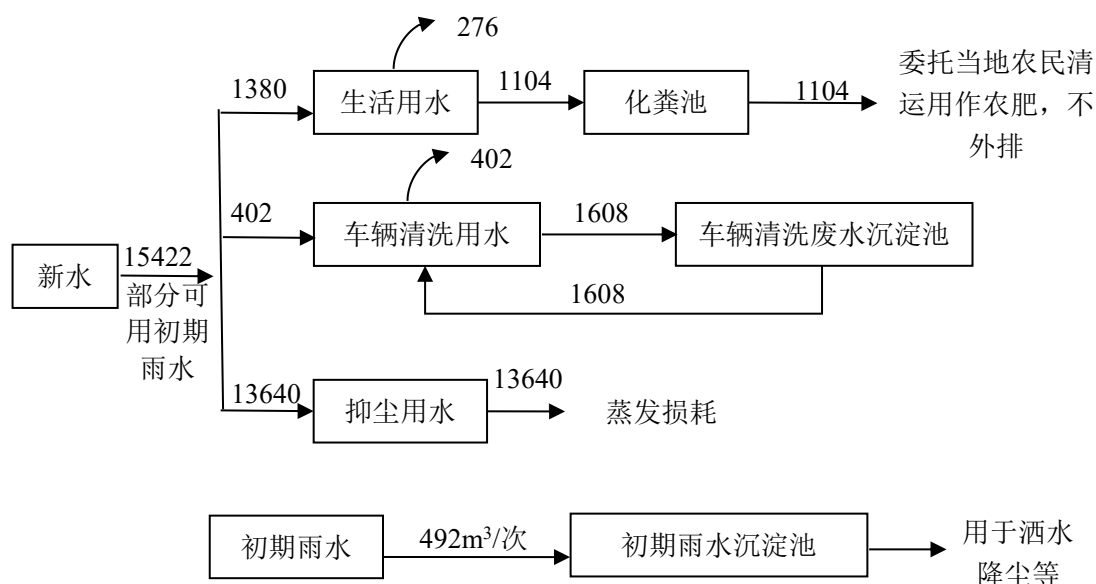 276
1380
生活用水
1104
化粪池
1104
委托当地农民清
运用作农肥，不
外排
402
402
车辆清洗用水
1608
车辆清洗废水沉淀池
1608
新水
15422
部分可
用初期
雨水
13640
抑尘用水
13640
蒸发损耗
初期雨水
492m³/次
初期雨水沉淀池
用于洒水
降尘等